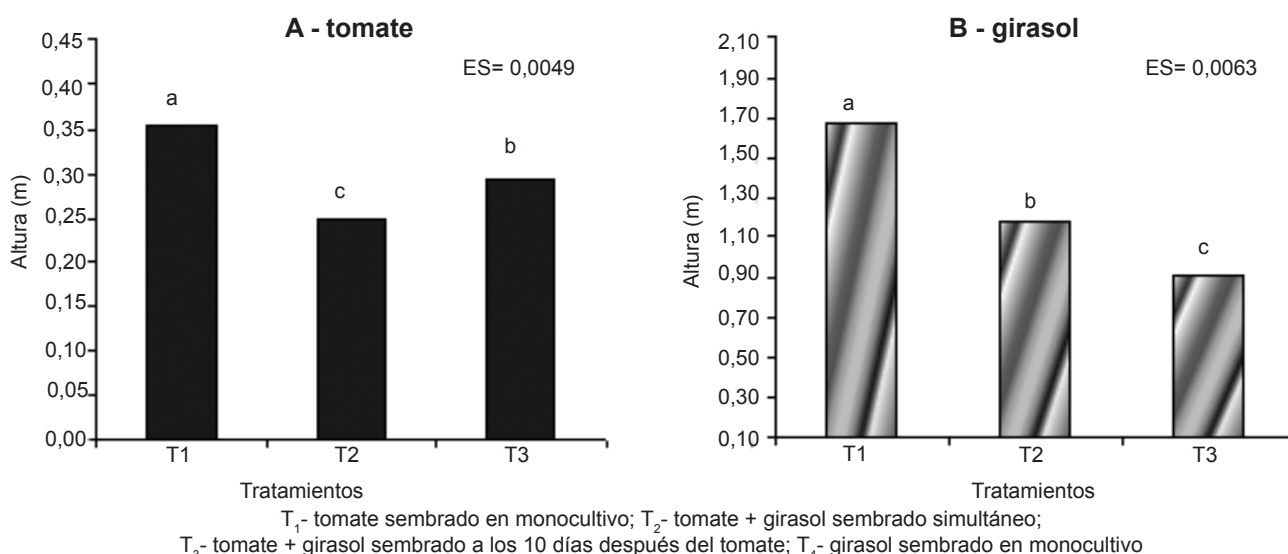 A - tomate
ES= 0,0049
Altura (m)
0,45
0,40
0,35
0,30
0,25
0,20
0,15
0,10
0,05
0,00
a
c
b
T1
T2
T3
Tratamientos
B - girasol
ES= 0,0063
Altura (m)
2,10
1,90
1,70
1,50
1,30
1,10
0,90
0,70
0,50
0,30
0,10
a
b
c
T1
T2
T3
Tratamientos
T₁- tomate sembrado en monocultivo; T₂- tomate + girasol sembrado simultáneo;
T₃- tomate + girasol sembrado a los 10 días después del tomate; T₄- girasol sembrado en monocultivo